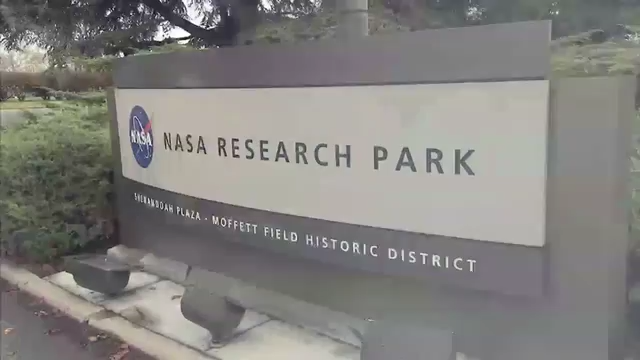 NASA
NASA RESEARCH PARK
SHENANDOAH PLAZA - MOFFETT FIELD HISTORIC DISTRICT